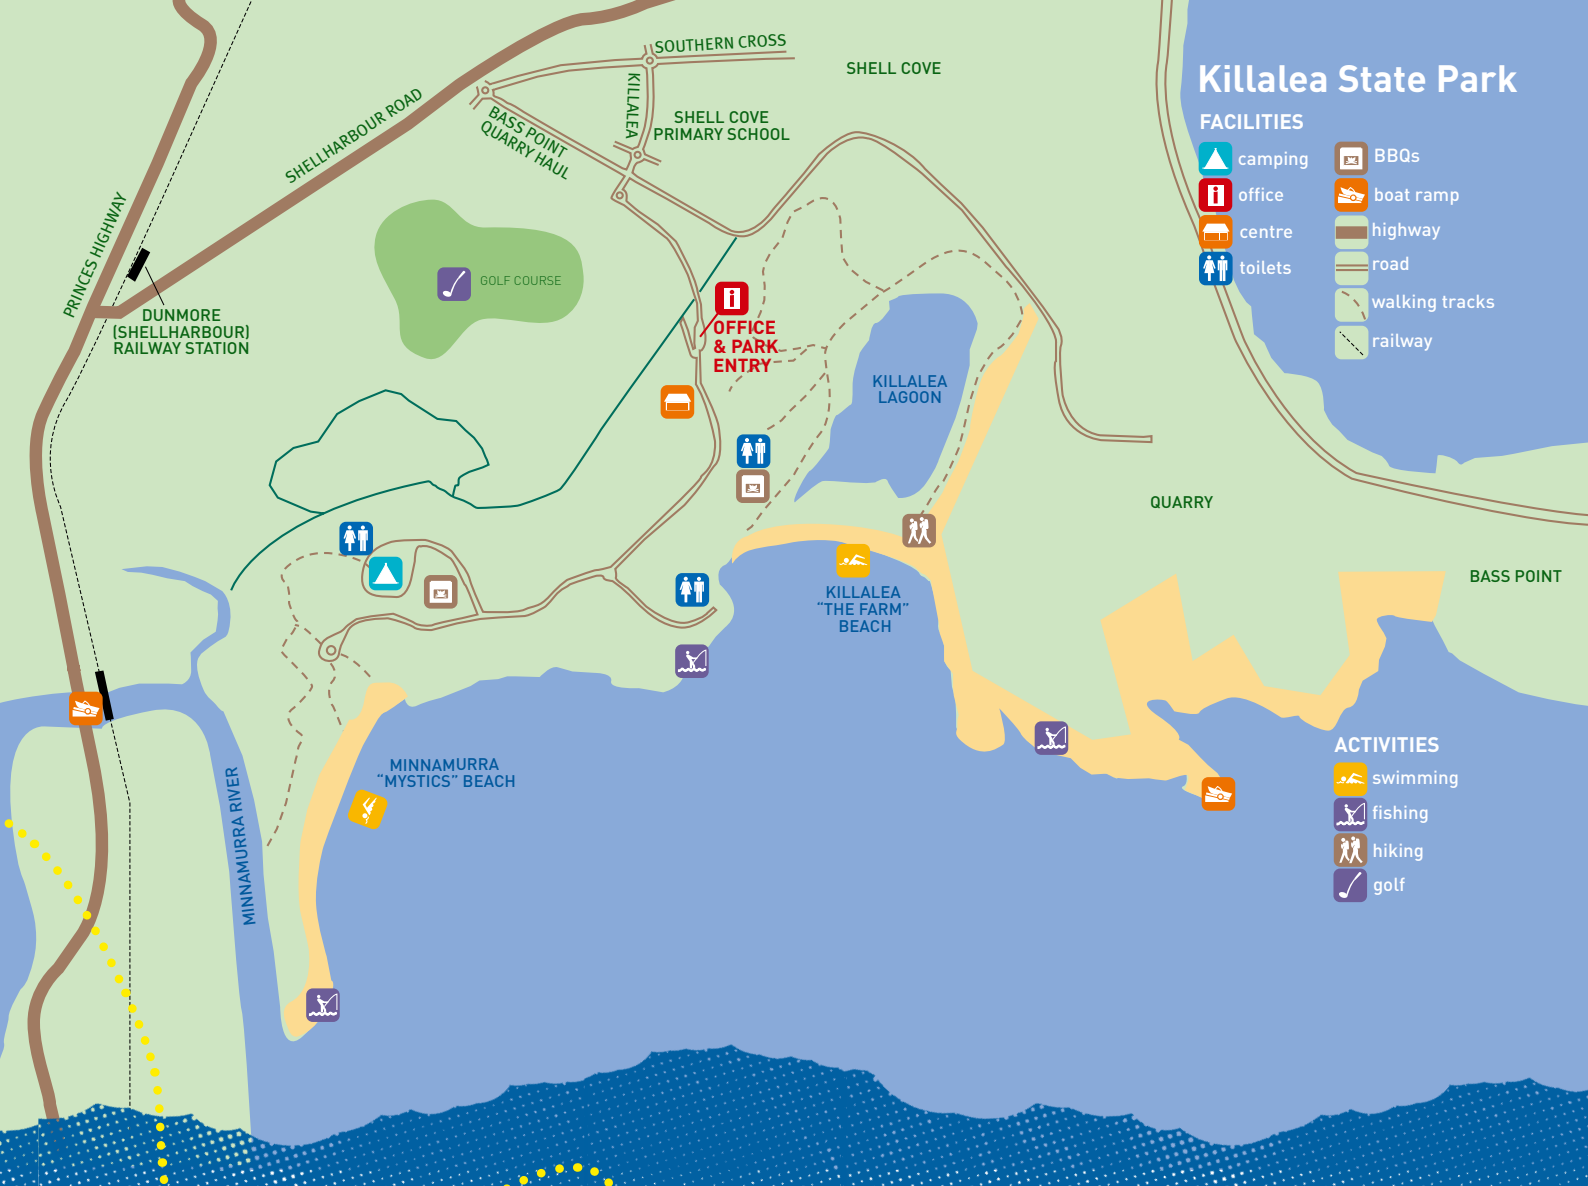 SOUTHERN CROSS
SHELL COVE
KILLALEA
SHELL COVE
PRIMARY SCHOOL
BASS POINT
QUARRY HAUL
SHELLHARBOUR ROAD
PRINCES HIGHWAY
DUNMORE
(SHELLHARBOUR)
RAILWAY STATION
GOLF COURSE
OFFICE
& PARK
ENTRY
KILLALEA
LAGOON
QUARRY
BASS POINT
KILLALEA
“THE FARM”
BEACH
MINNAMURRA
“MYSTICS” BEACH
MINNAMURRA RIVER
Killalea State Park
FACILITIES
camping
office
centre
toilets
BBQs
boat ramp
highway
road
walking tracks
railway
ACTIVITIES
swimming
fishing
hiking
golf